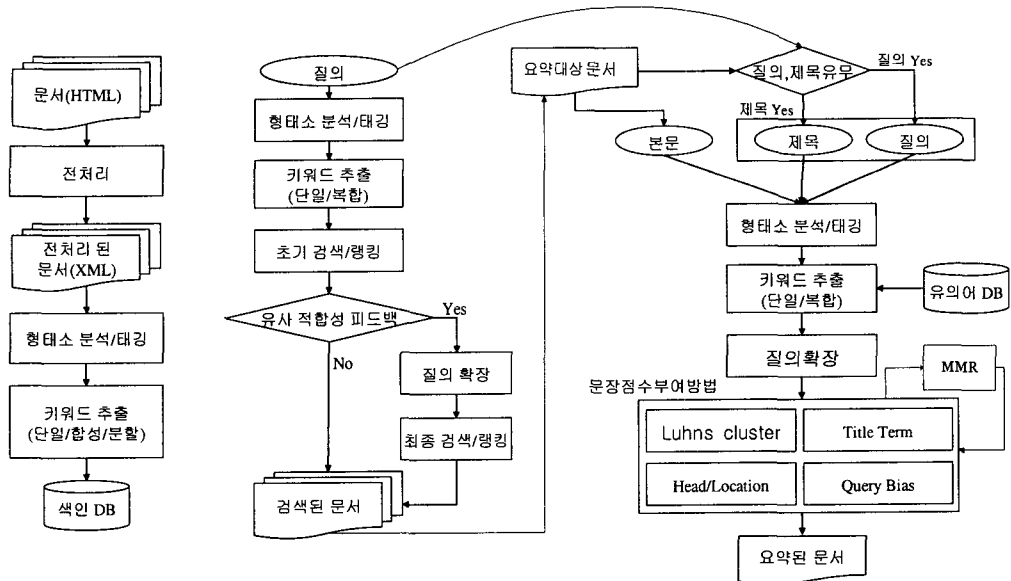 문서(HTML)
전처리
전처리 된
문서(XML)
형태소 분석/태깅
키워드 추출
(단일/합성/분할)
색인 DB
질의
형태소 분석/태깅
키워드 추출
(단일/복합)
초기 검색/랭킹
유사 적합성 피드백
Yes
No
질의 확장
최종 검색/랭킹
검색된 문서
요약대상문서
질의,제목유무
질의 Yes
제목 Yes
본문
제목
질의
형태소 분석/태깅
키워드 추출
(단일/복합)
유의어 DB
질의확장
MMR
문장점수부여방법
Luhns cluster
Title Term
Head/Location
Query Bias
요약된 문서